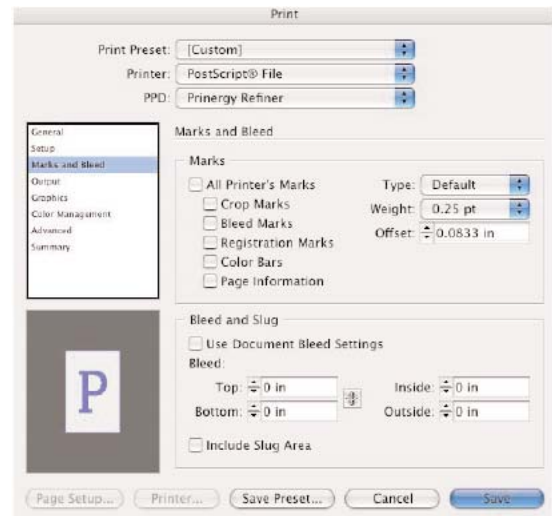 Print
Print Preset: [Custom]
Printer: PostScript® File
PPD: Prinergy Refiner
General
Setup
Marks and Bleed
Output
Graphics
Color Management
Advanced
Summary
Marks and Bleed
Marks
All Printer's Marks
Crop Marks
Bleed Marks
Registration Marks
Color Bars
Page Information
Type: Default
Weight: 0.25 pt
Offset: 0.0833 in
P
Bleed and Slug
Use Document Bleed Settings
Bleed:
Top: 0 in Inside: 0 in
Bottom: 0 in Outside: 0 in
Include Slug Area
Page Setup... Printer... Save Preset... Cancel Save